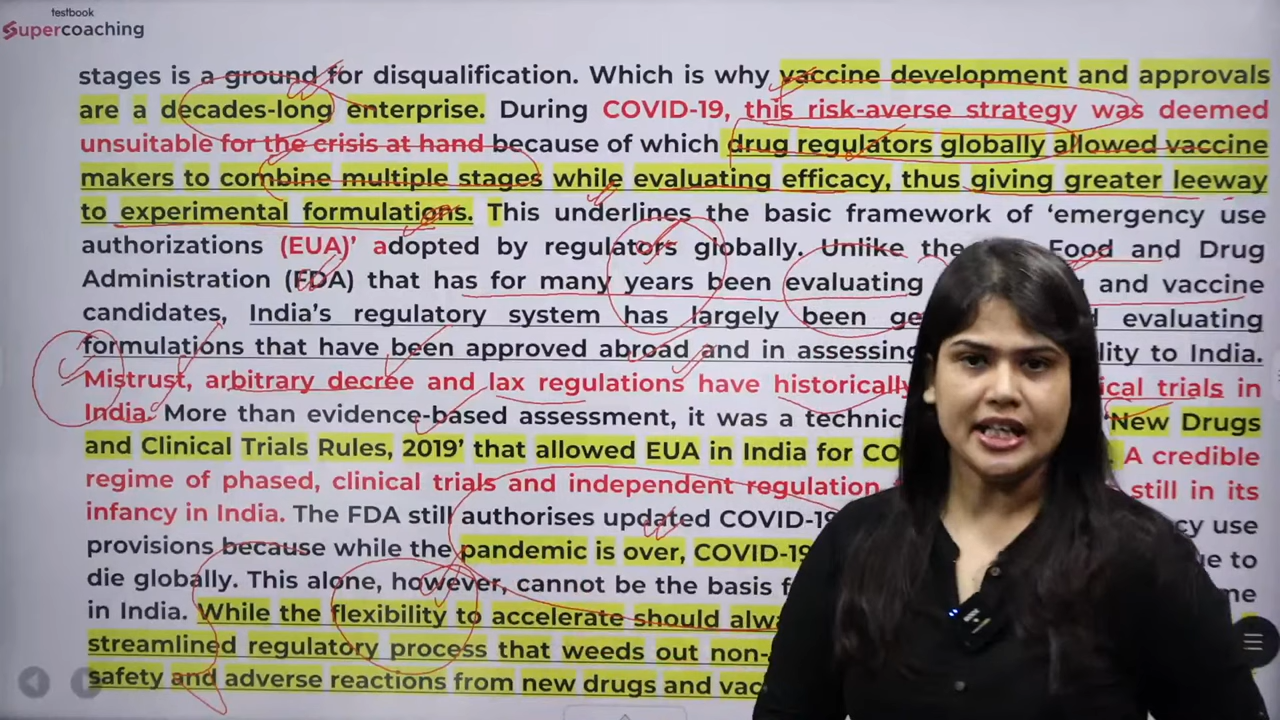 testbook
Supercoaching
stages is a ground for disqualification. Which is why vaccine development and approvals
are a decades-long enterprise. During COVID-19, this risk-averse strategy was deemed
unsuitable for the crisis at hand because of which drug regulators globally allowed vaccine
makers to combine multiple stages while evaluating efficacy, thus giving greater leeway
to experimental formulations. This underlines the basic framework of ‘emergency use
authorizations (EUA)’ adopted by regulators globally. Unlike the Food and Drug
Administration (FDA) that has for many years been evaluating and vaccine
candidates, India’s regulatory system has largely been evaluating
formulations that have been approved abroad and in assessing to India.
Mistrust, arbitrary decree and lax regulations have historically trials in
India. More than evidence-based assessment, it was a ‘New Drugs
and Clinical Trials Rules, 2019’ that allowed EUA in India for A credible
regime of phased, clinical trials and independent regulation still in its
infancy in India. The FDA still authorises updated use
provisions because while the pandemic is over, to
die globally. This alone, however, cannot be the basis
in India. While the flexibility to accelerate should
streamlined regulatory process that weeds out
safety and adverse reactions from new drugs and